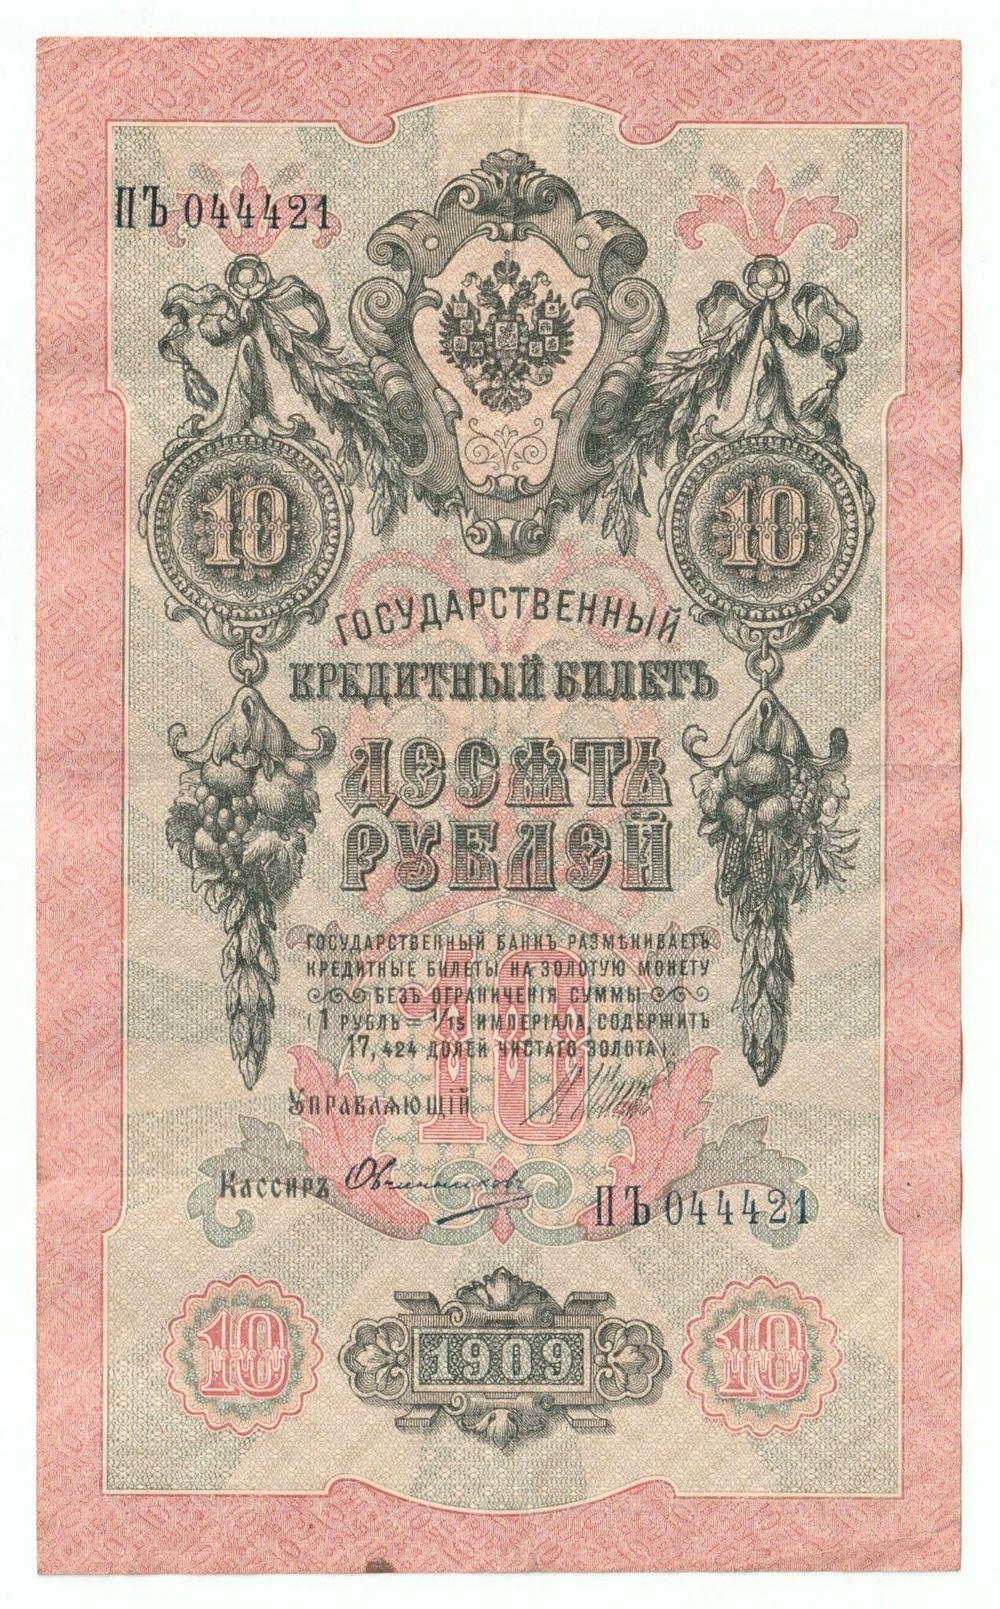 ПЪ 044421
10 10
ГОСУДАРСТВЕННЫЙ
КРЕДИТНЫЙ БИЛЕТЪ
ДЕСЯТЬ
РУБЛЕЙ
ГОСУДАРСТВЕННЫЙ БАНКЪ РАЗМѢНИВАЕТЪ
КРЕДИТНЫЕ БИЛЕТЫ НА ЗОЛОТУЮ МОНЕТУ
БЕЗЪ ОГРАНИЧЕНІЯ СУММЫ
(1 РУБЛЬ = 1/15 ИМПЕРІАЛА, СОДЕРЖИТЪ
17,424 ДОЛЕЙ ЧИСТАГО ЗОЛОТА).
10
УПРАВЛЯЮЩІЙ
КАССИРЪ Овчинниковъ
ПЪ 044421
10 1909 10